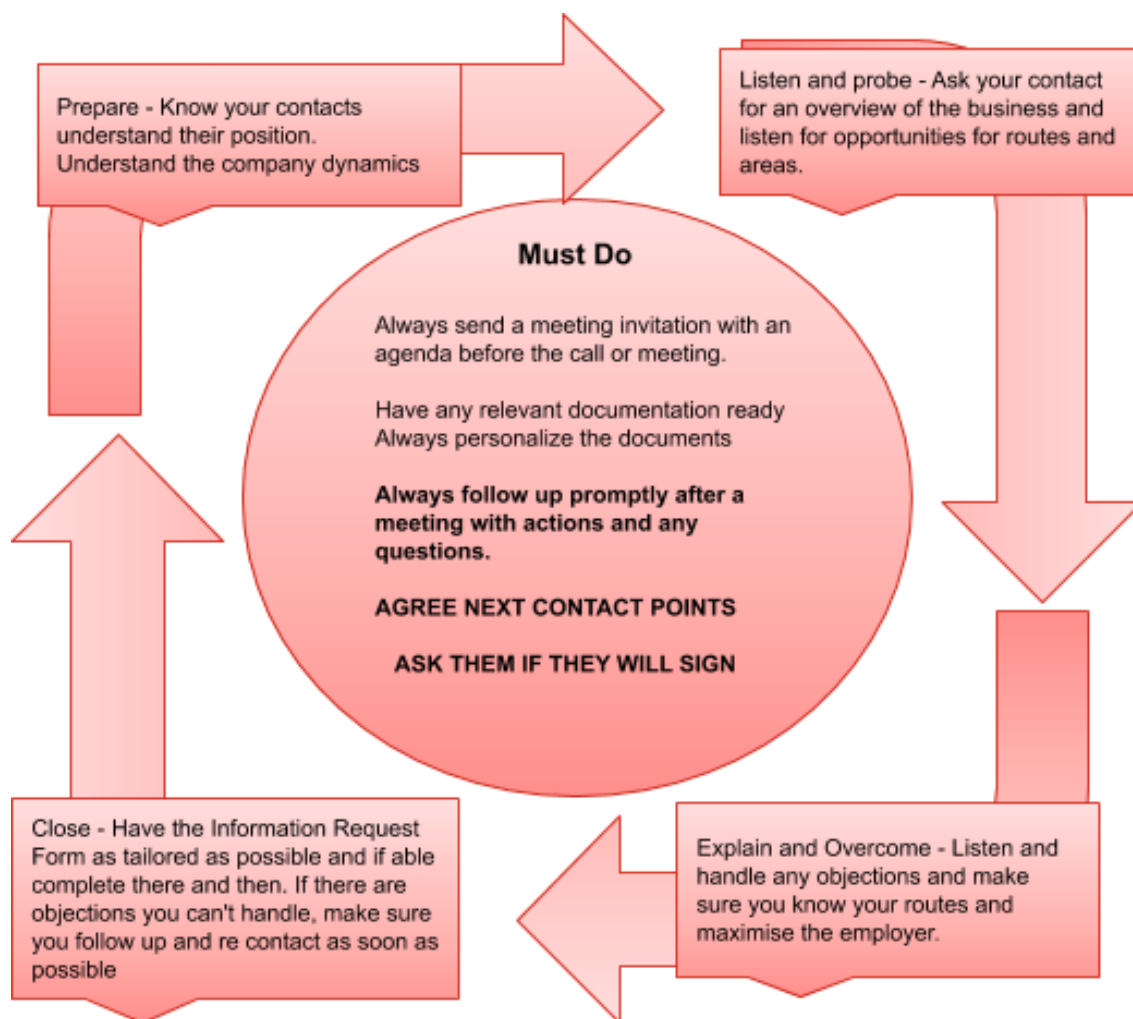 Prepare - Know your contacts
understand their position.
Understand the company dynamics
Listen and probe - Ask your contact
for an overview of the business and
listen for opportunities for routes and
areas.
Must Do
Always send a meeting invitation with an
agenda before the call or meeting.
Have any relevant documentation ready
Always personalize the documents
Always follow up promptly after a
meeting with actions and any
questions.
AGREE NEXT CONTACT POINTS
ASK THEM IF THEY WILL SIGN
Explain and Overcome - Listen and
handle any objections and make
sure you know your routes and
maximise the employer.
Close - Have the Information Request
Form as tailored as possible and if able
complete there and then. If there are
objections you can't handle, make sure
you follow up and re contact as soon as
possible